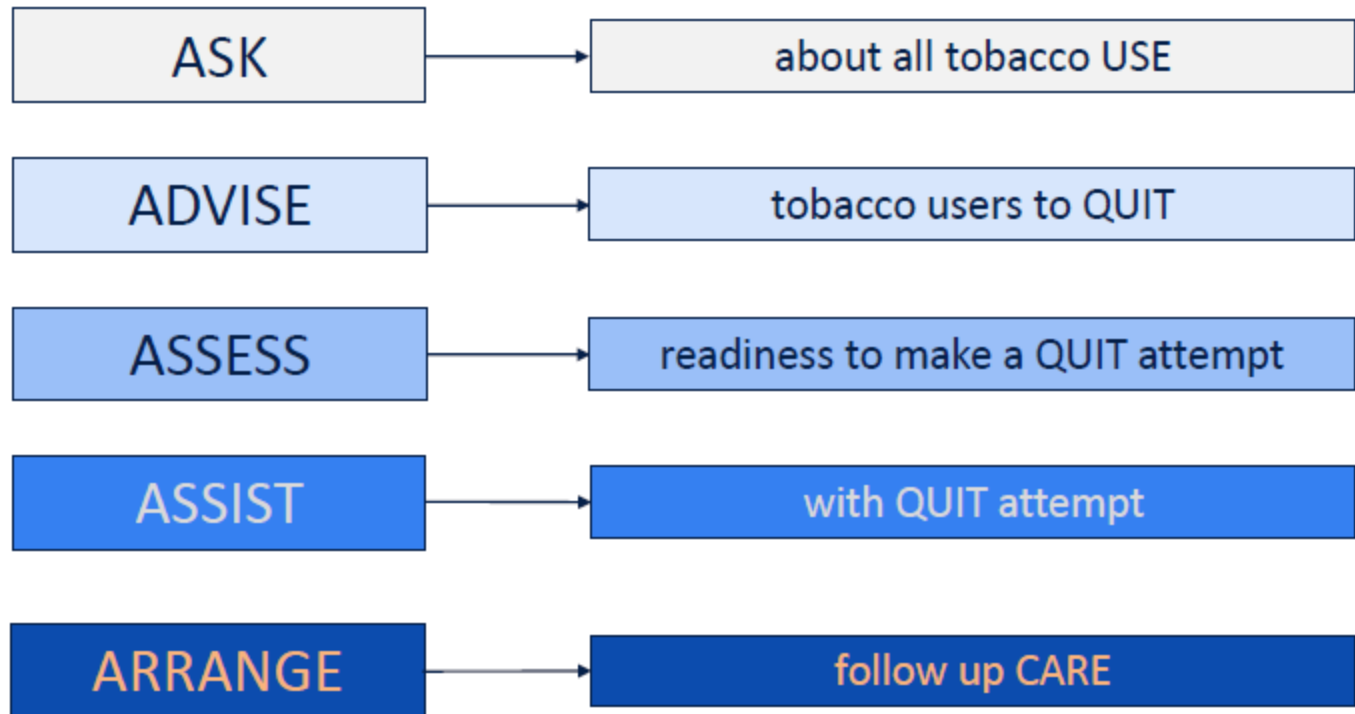 ASK
about all tobacco USE
ADVISE
tobacco users to QUIT
ASSESS
readiness to make a QUIT attempt
ASSIST
with QUIT attempt
ARRANGE
follow up CARE